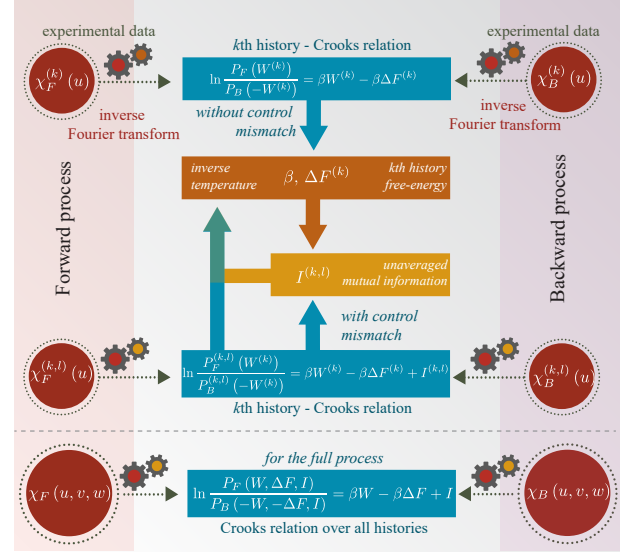 experimental data
experimental data
kth history - Crooks relation
χ_F^{(k)} (u)
ln P_F (W^{(k)}) / P_B (-W^{(k)}) = βW^{(k)} − βΔF^{(k)}
χ_B^{(k)} (u)
inverse
Fourier transform
without control
mismatch
inverse
Fourier transform
inverse
temperature
β, ΔF^{(k)}
kth history
free-energy
Forward process
Backward process
I^{(k,l)}
unaveraged
mutual information
with control
mismatch
χ_F^{(k,l)} (u)
ln P_F^{(k,l)} (W^{(k)}) / P_B^{(k,l)} (-W^{(k)}) = βW^{(k)} − βΔF^{(k)} + I^{(k,l)}
χ_B^{(k,l)} (u)
kth history - Crooks relation
for the full process
χ_F (u, v, w)
ln P_F (W, ΔF, I) / P_B (-W, -ΔF, I) = βW − βΔF + I
χ_B (u, v, w)
Crooks relation over all histories